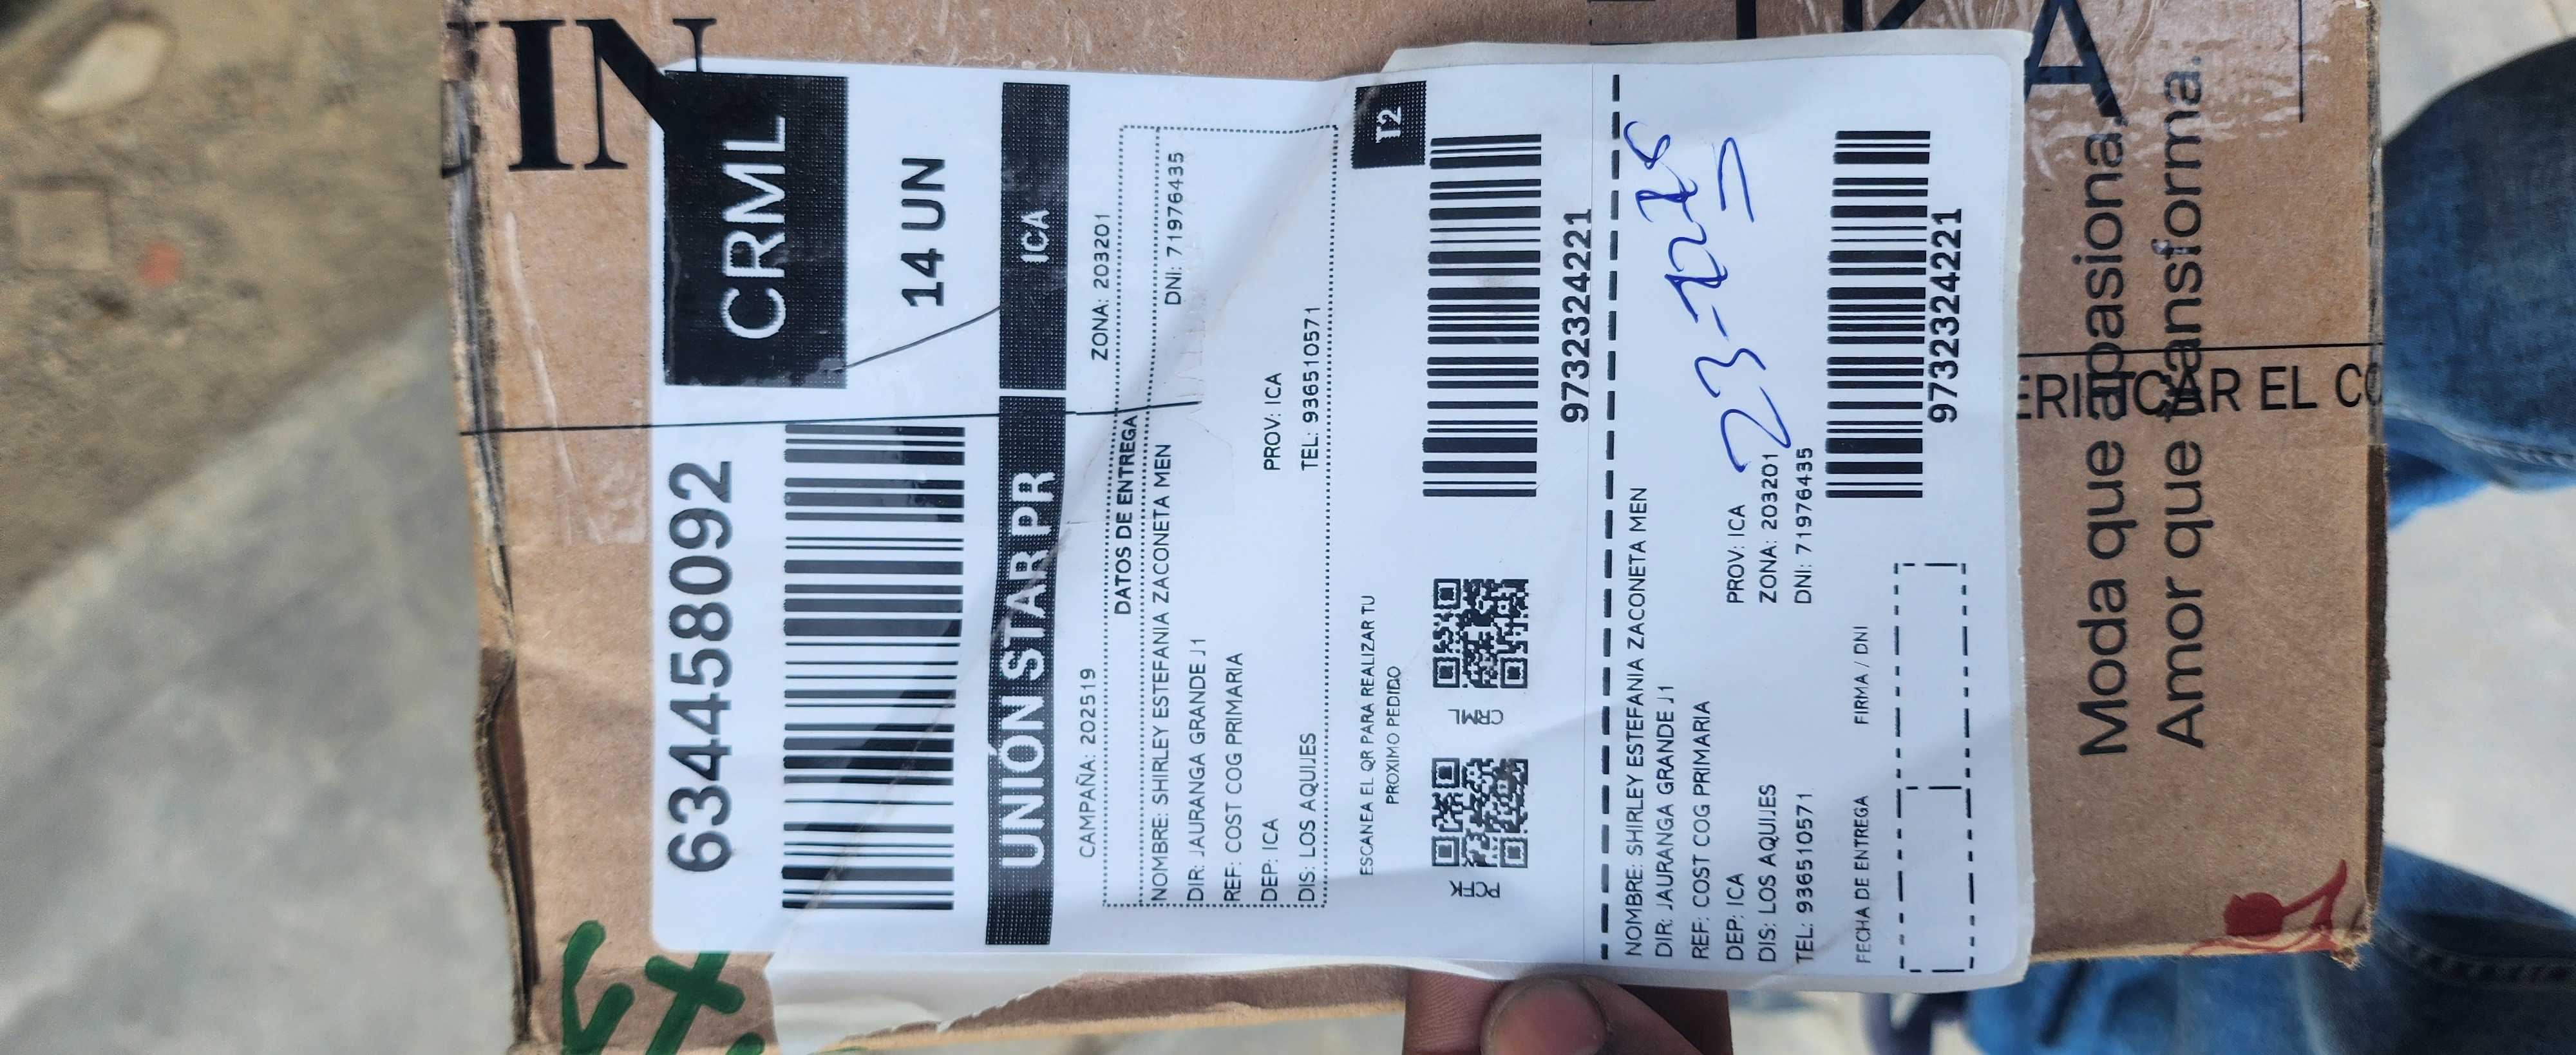 IN
CRML
6344458092
14 UN
UNIÓN STAR PR ICA
CAMPAÑA: 202519 ZONA: 203201
DATOS DE ENTREGA
NOMBRE: SHIRLEY ESTEFANIA ZACONETA MEN DNI: 71976435
DIR: JAURANGA GRANDE J1
REF: COST COG PRIMARIA
DEP: ICA PROV: ICA
DIS: LOS AQUIJES TEL: 936510571
T2
ESCANEA EL QR PARA REALIZAR TU
PROXIMO PEDIDO
CRML
9732324221
NOMBRE: SHIRLEY ESTEFANIA ZACONETA MEN
DIR: JAURANGA GRANDE J1
REF: COST COG PRIMARIA
DEP: ICA PROV: ICA
DIS: LOS AQUIJES ZONA: 203201
TEL: 936510571 DNI: 71976435
FECHA DE ENTREGA FIRMA / DNI
9732324221
Moda que apasiona.
Amor que transforma.